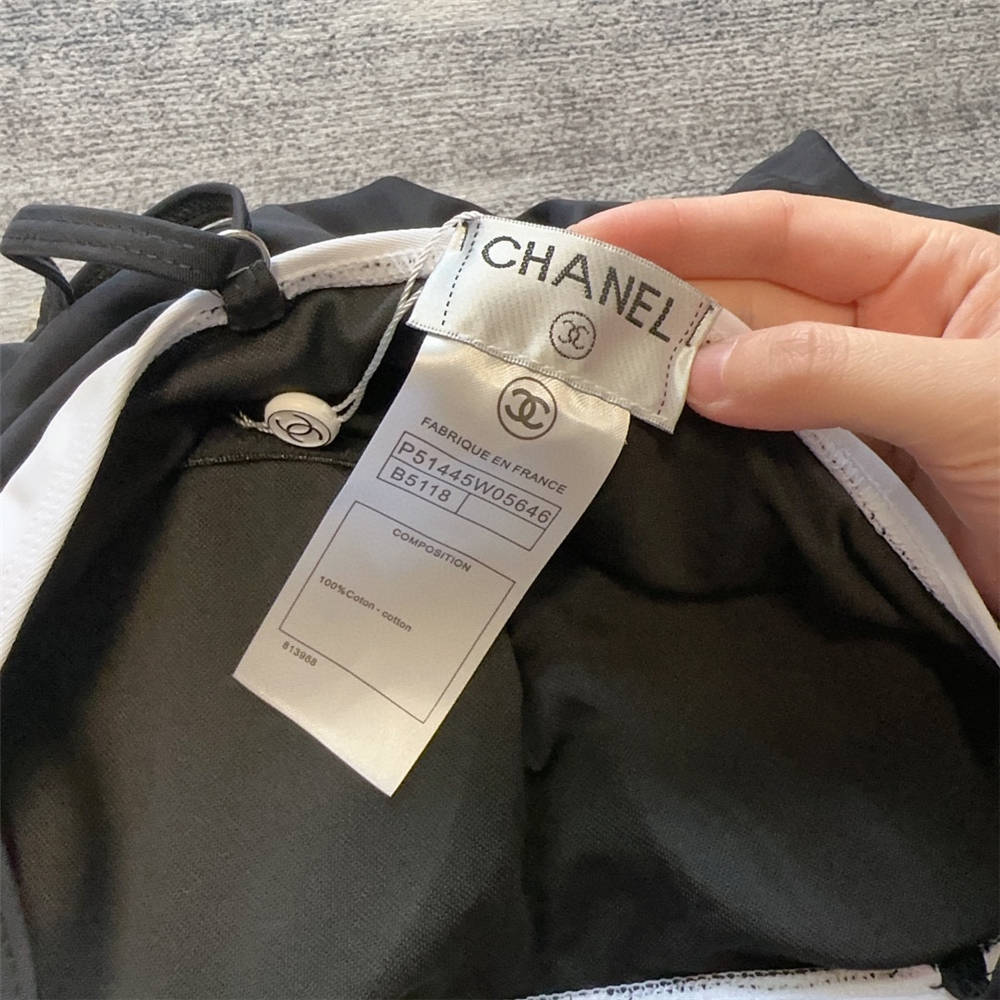 CHANEL
FABRIQUE EN FRANCE
P51445W05646
B5118
COMPOSITION
100%Coton - cotton
813968